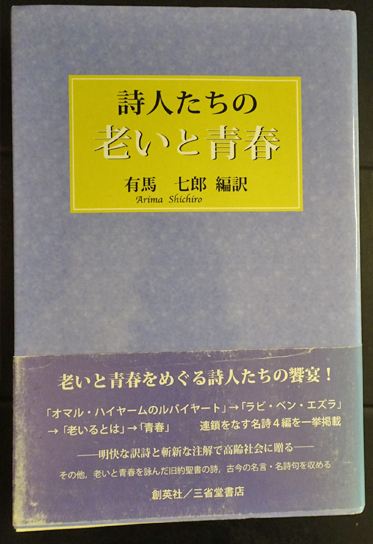 詩人たちの
老いと青春
有馬 七郎 編訳
Arima Shichiro
老いと青春をめぐる詩人たちの饗宴!
「オマル・ハイヤームのルバイヤート」→「ラビ・ベン・エズラ」
→「老いるとは」→「青春」 連鎖をなす名詩4編を一挙掲載
──明快な訳詩と斬新な注解で高齢社会に贈る──
その他，老いと青春を詠んだ旧約聖書の詩，古今の名言・名詩句を収める
創英社/三省堂書店